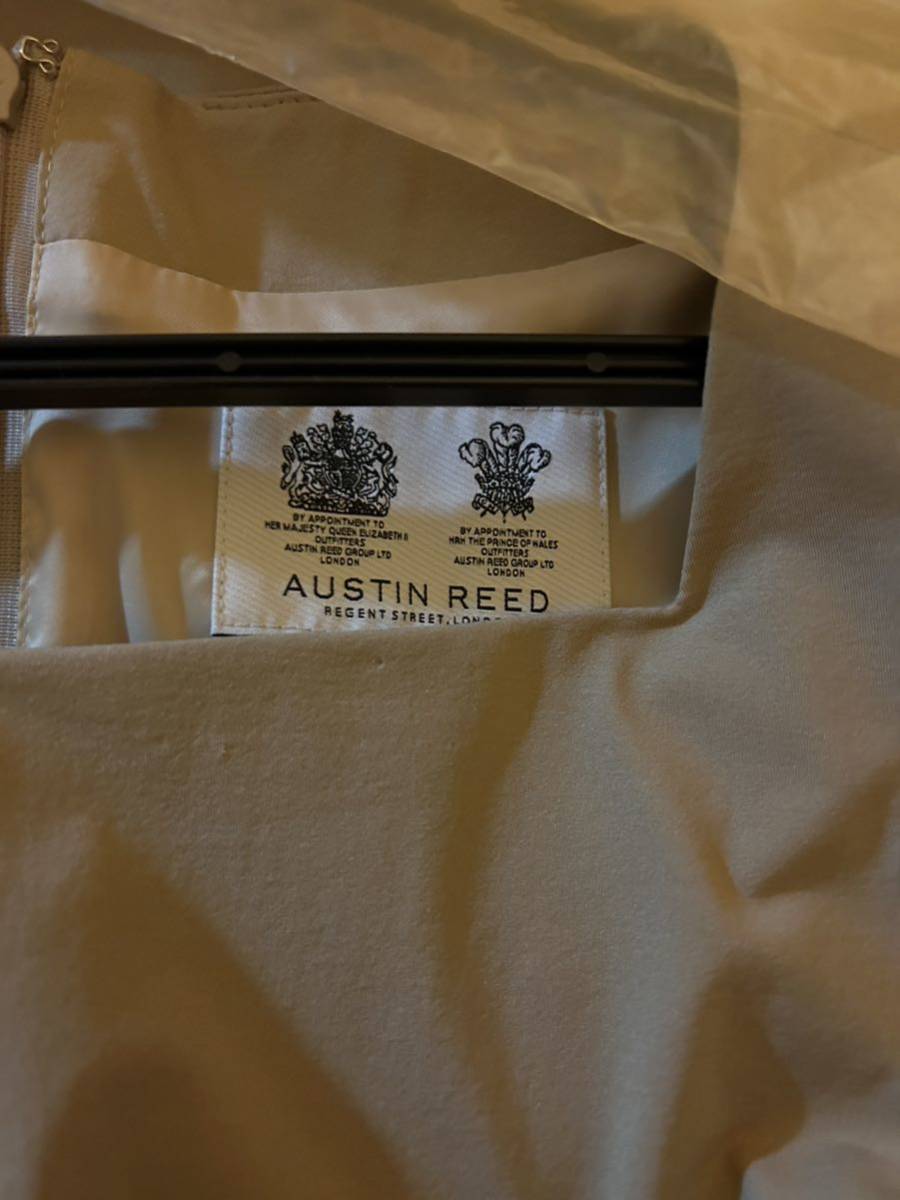 BY APPOINTMENT TO
HER MAJESTY QUEEN ELIZABETH II
OUTFITTERS
AUSTIN REED GROUP LTD
LONDON
BY APPOINTMENT TO
HRH THE PRINCE OF WALES
OUTFITTERS
AUSTIN REED GROUP LTD
LONDON
AUSTIN REED
REGENT STREET, LONDO